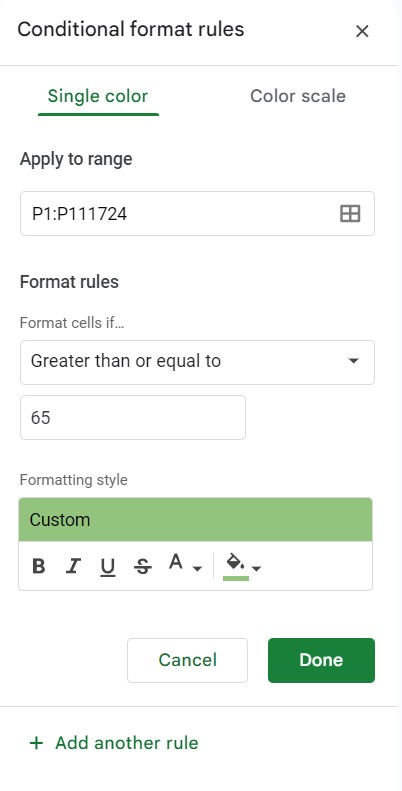 Conditional format rules
Single color Color scale
Apply to range
P1:P111724
Format rules
Format cells if…
Greater than or equal to
65
Formatting style
Custom
B I U S A
Cancel Done
+ Add another rule